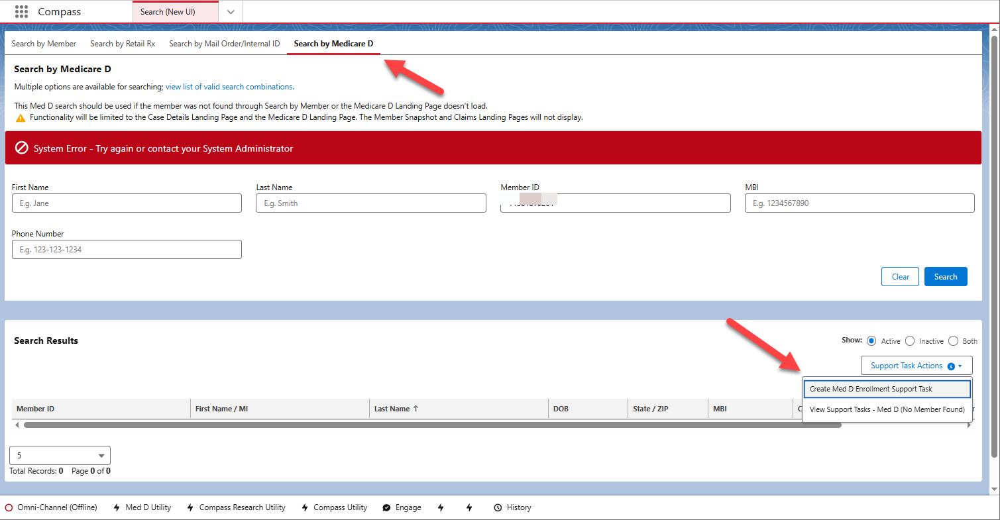 Compass
Search (New UI)
Search by Member
Search by Retail Rx
Search by Mail Order/Internal ID
Search by Medicare D
Search by Medicare D
Multiple options are available for searching; view list of valid search combinations.
This Med D search should be used if the member was not found through Search by Member or the Medicare D Landing Page doesn't load.
Functionality will be limited to the Case Details Landing Page and the Medicare D Landing Page. The Member Snapshot and Claims Landing Pages will not display.
System Error - Try again or contact your System Administrator
First Name
Last Name
Member ID
MBI
E.g. Jane
E.g. Smith
E.g. 1234567890
Phone Number
E.g. 123-123-1234
Clear
Search
Search Results
Show: Active Inactive Both
Support Task Actions
Create Med D Enrollment Support Task
View Support Tasks - Med D (No Member Found)
Member ID
First Name / MI
Last Name
DOB
State / ZIP
MBI
5
Total Records: 0 Page 0 of 0
Omni-Channel (Offline)
Med D Utility
Compass Research Utility
Compass Utility
Engage
History